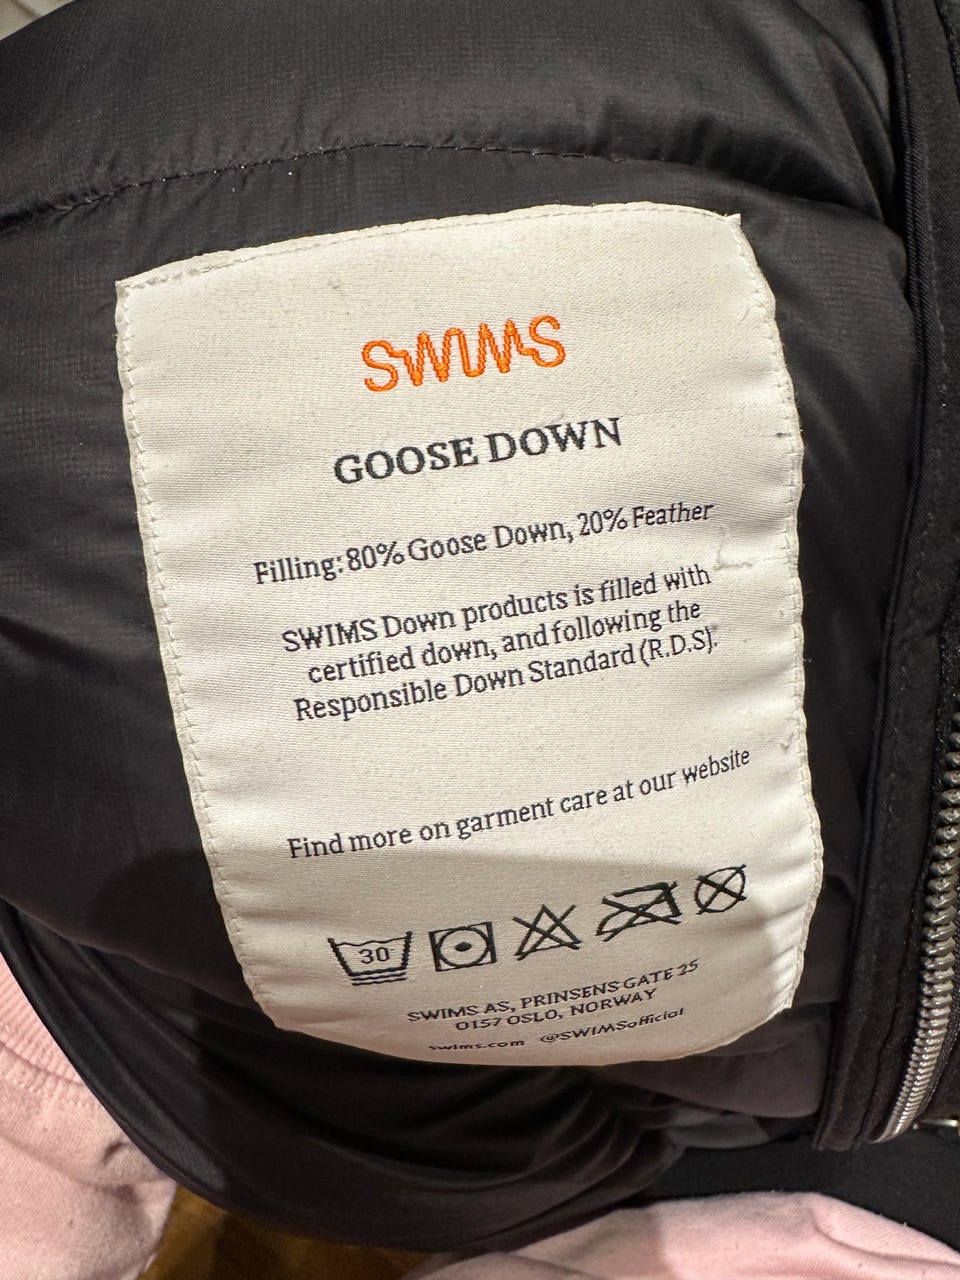 SWIMS
GOOSE DOWN
Filling: 80% Goose Down, 20% Feather
SWIMS Down products is filled with
certified down, and following the
Responsible Down Standard (R.D.S).
Find more on garment care at our website
30
SWIMS AS, PRINSENS GATE 25
0157 OSLO, NORWAY
swims.com @SWIMSofficial